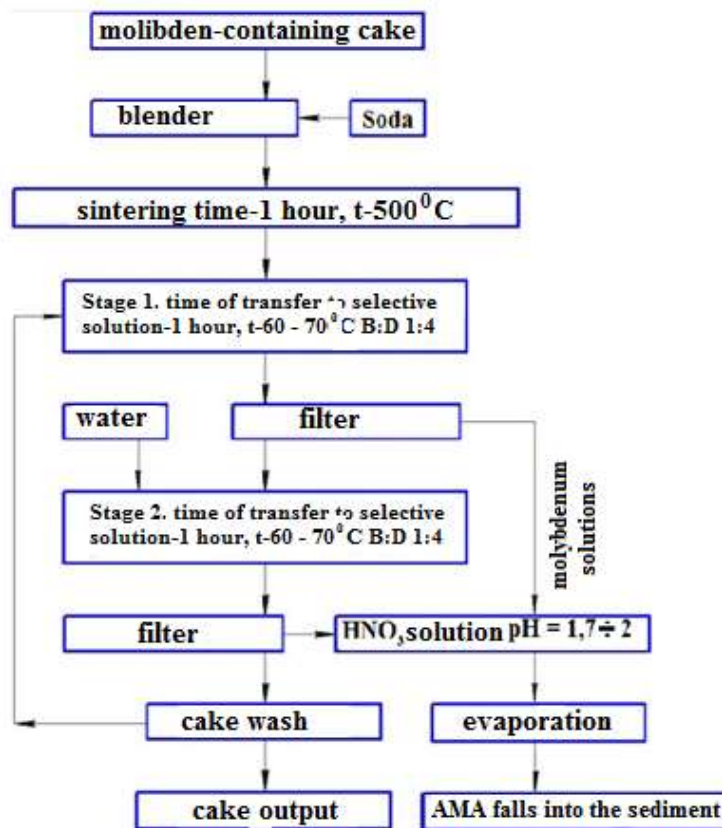 molibden-containing cake
blender
Soda
sintering time-1 hour, t-500⁰C
Stage 1. time of transfer to selective
solution-1 hour, t-60 - 70⁰C B:D 1:4
water
filter
Stage 2. time of transfer to selective
solution-1 hour, t-60 - 70⁰C B:D 1:4
molybdenum
solutions
filter
HNO₃solution pH = 1,7÷2
cake wash
evaporation
cake output
AMA falls into the sediment